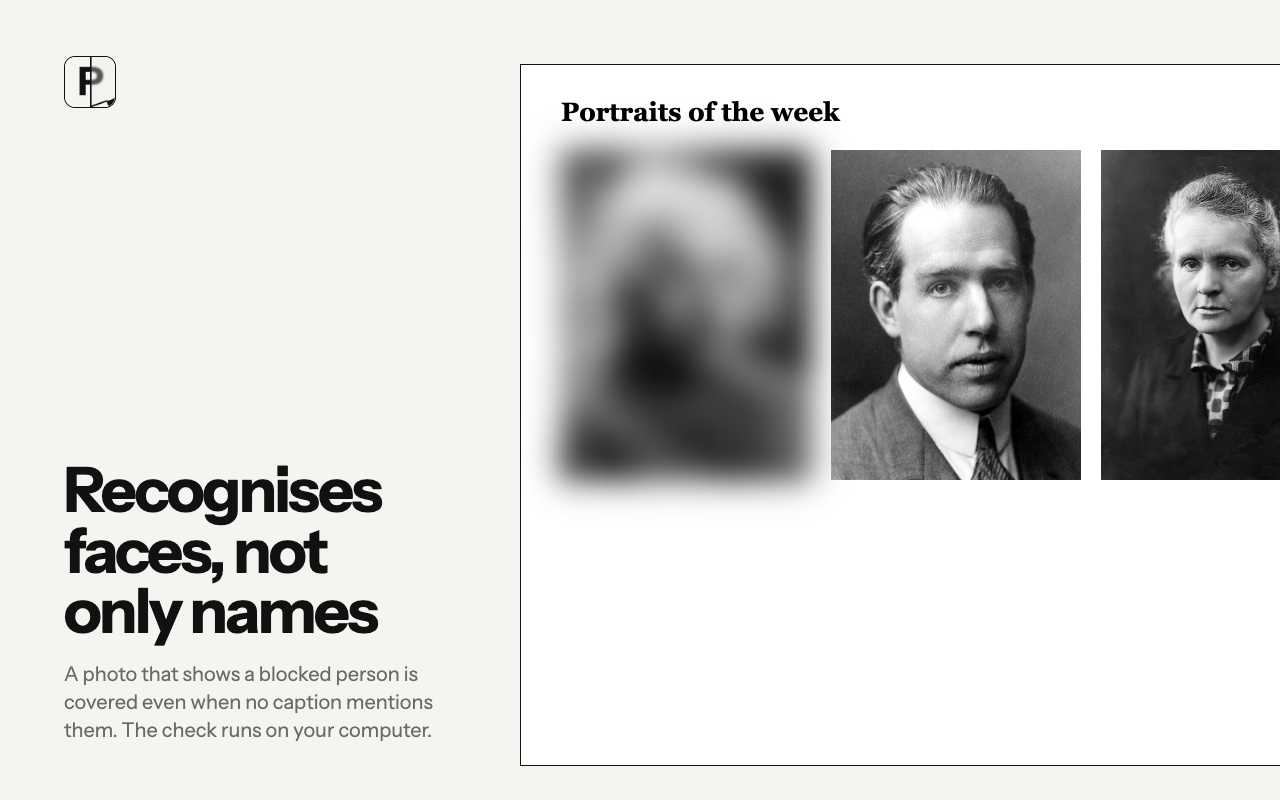 P
Portraits of the week
Recognises
faces, not
only names
A photo that shows a blocked person is
covered even when no caption mentions
them. The check runs on your computer.